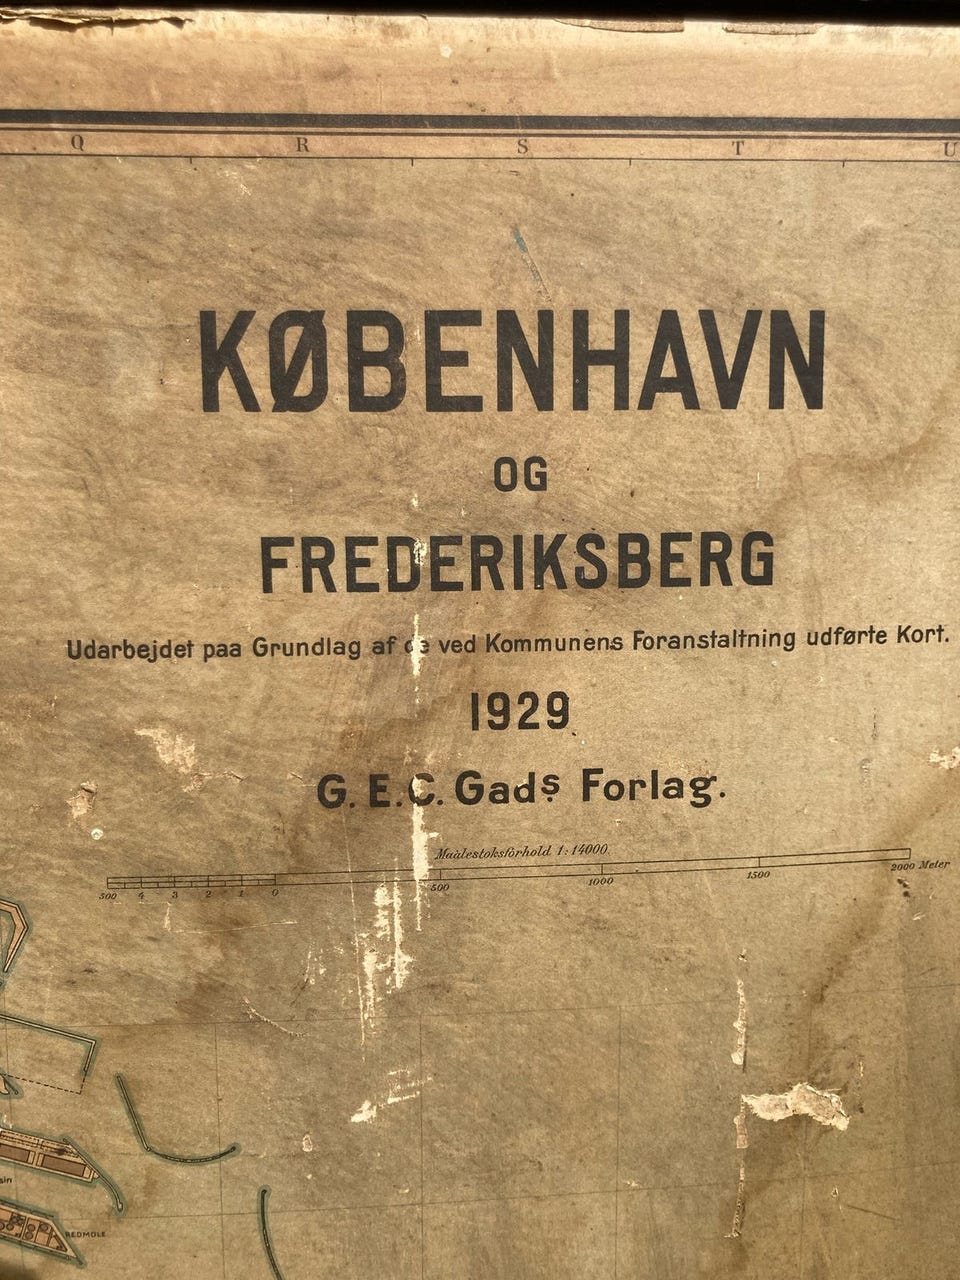 Q R S T U
KØBENHAVN
OG
FREDERIKSBERG
Udarbejdet paa Grundlag af de ved Kommunens Foranstaltning udførte Kort.
1929
G. E. C. Gads Forlag.
Maalestoksforhold 1:14000.
500 4 3 2 1 0 500 1000 1500 2000 Meter
REDMOLE